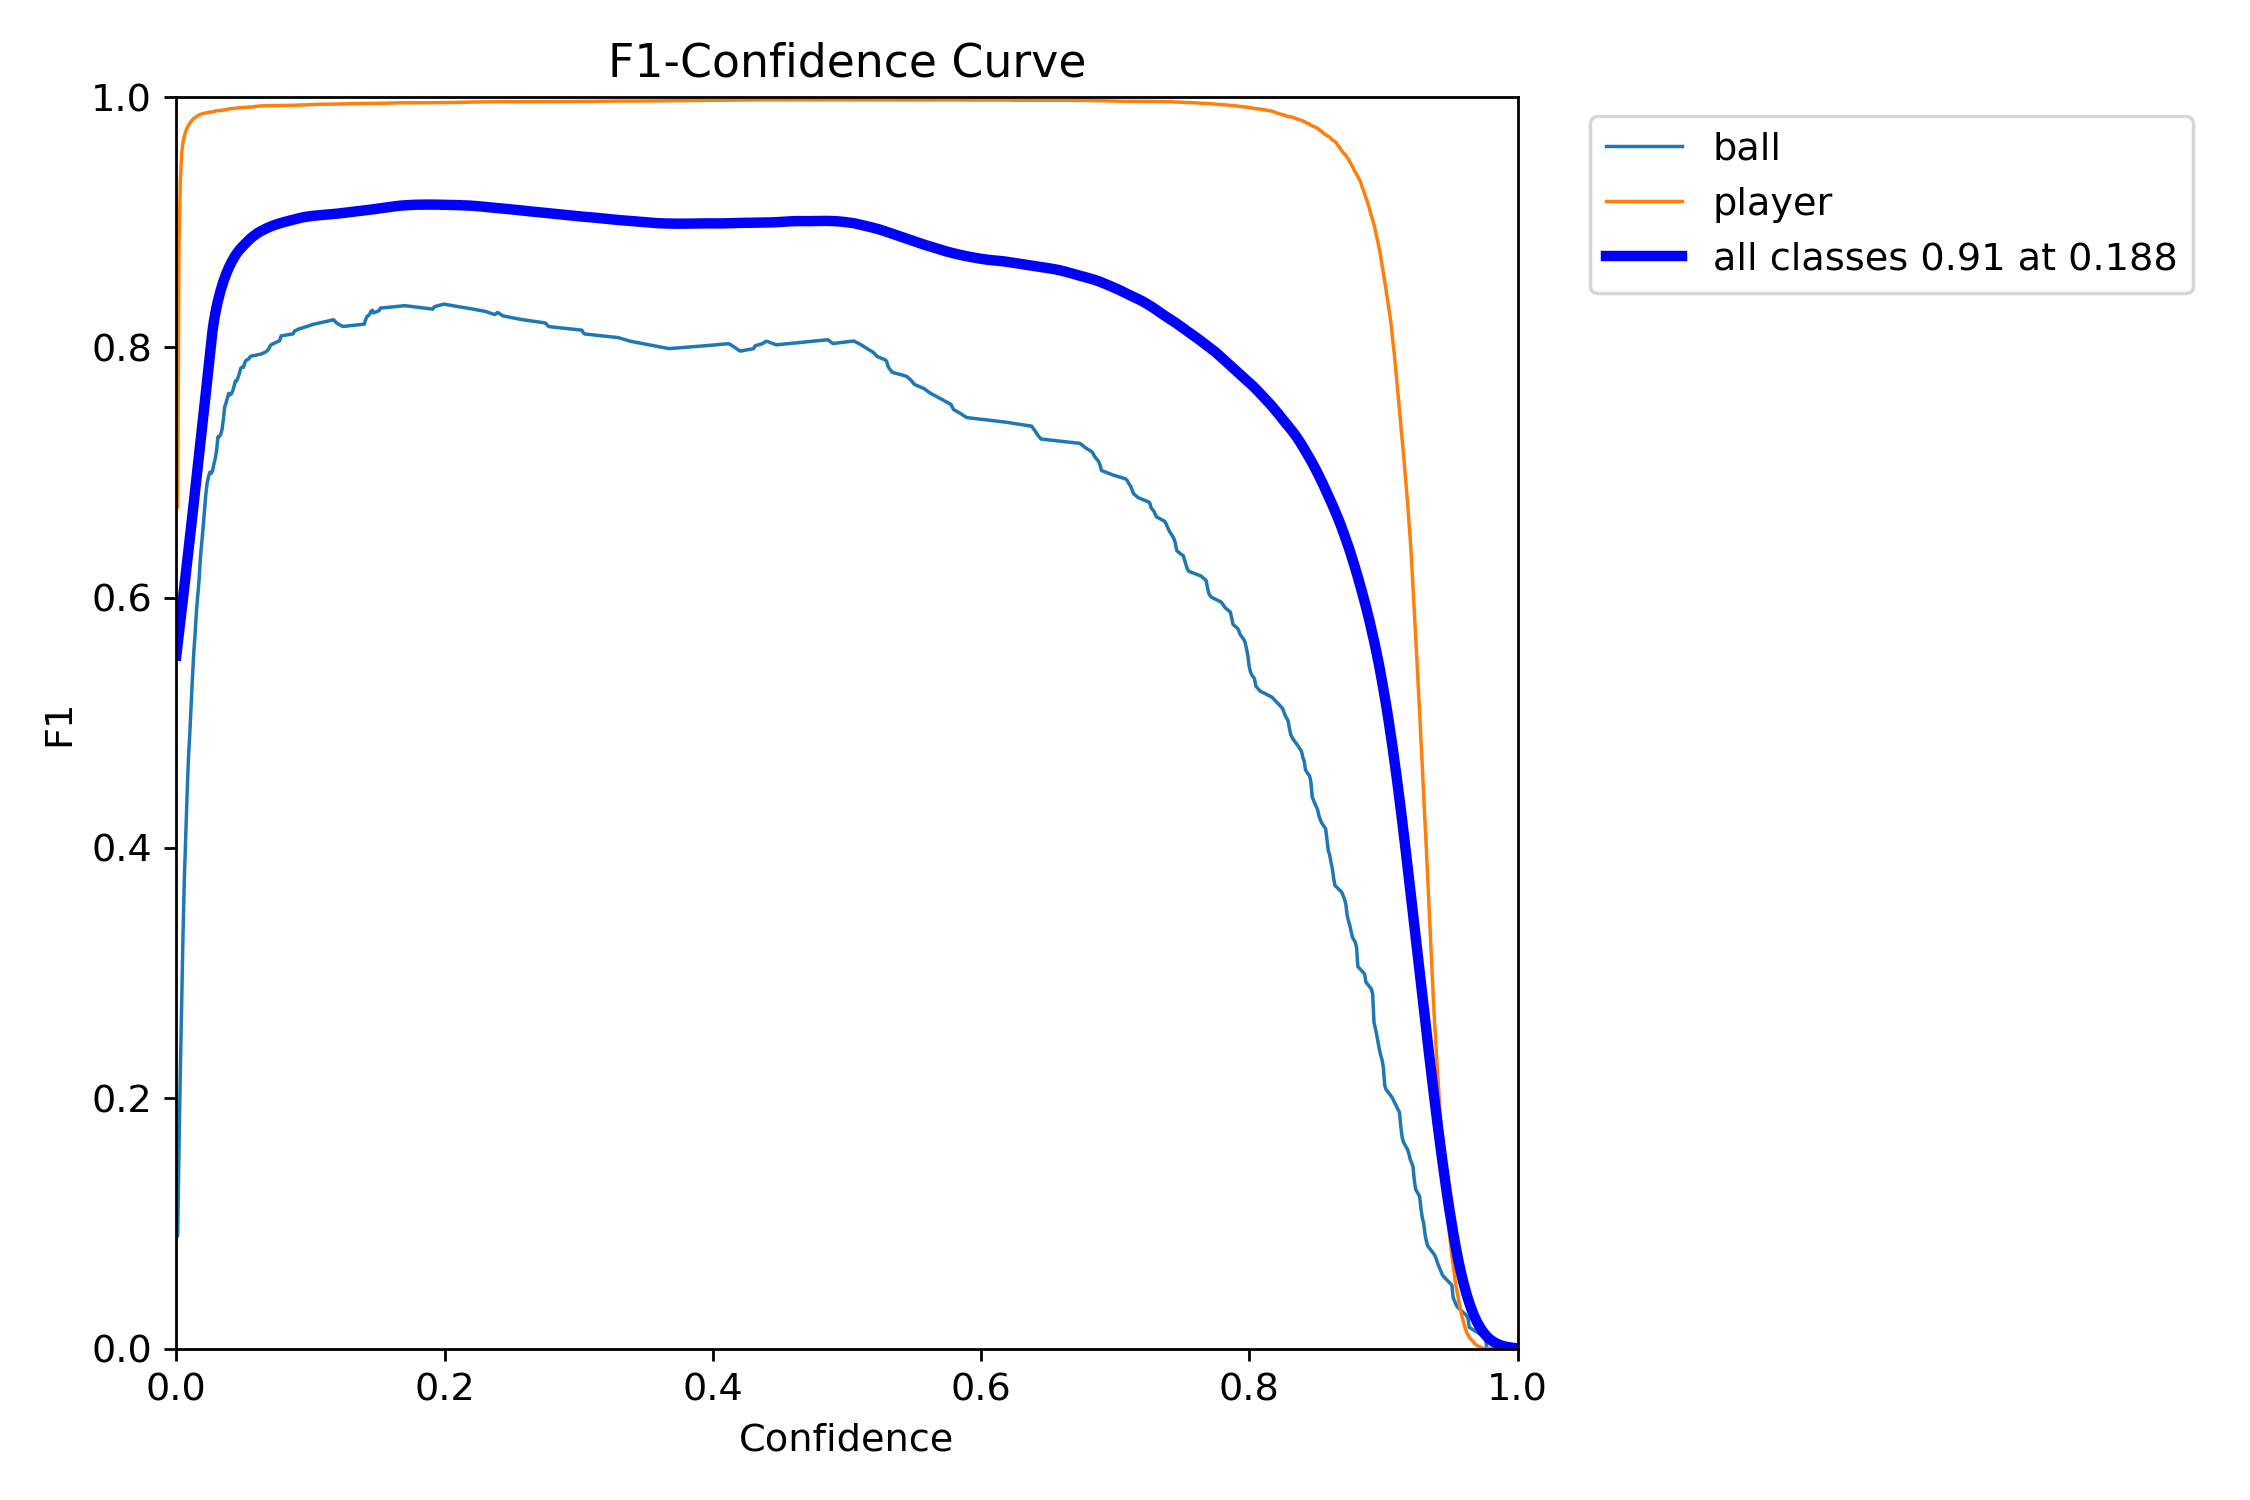 F1-Confidence Curve
1.0
0.8
0.6
0.4
0.2
0.0
F1
0.0 0.2 0.4 0.6 0.8 1.0
Confidence
ball
player
all classes 0.91 at 0.188